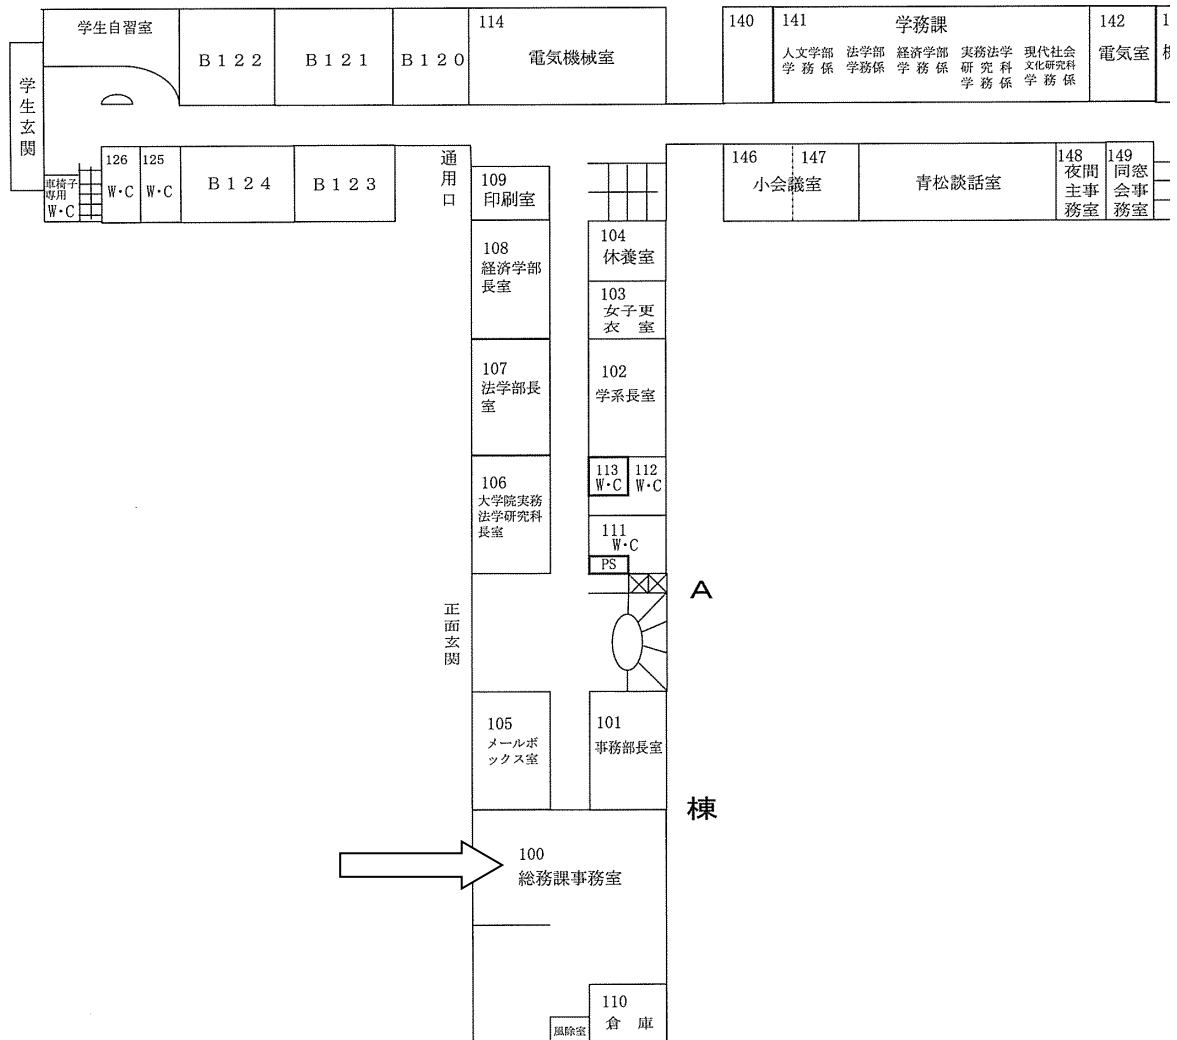 学生自習室
B122
B121
B120
114
電気機械室
140
141
学務課
人文学部
学務係
法学部
学務係
経済学部
学務係
実務法学
研究科
学務係
現代社会
文化研究科
学務係
142
電気室
学生玄関
車椅子
専用
W・C
126
W・C
125
W・C
B124
B123
通用口
109
印刷室
146
147
小会議室
青松談話室
148
夜間
主事
務室
149
同窓
会事
務室
108
経済学部
長室
104
休養室
103
女子更
衣室
107
法学部長
室
102
学系長室
106
大学院実務
法学研究科
長室
113
W・C
112
W・C
111
W・C
PS
A
正面玄関
105
メールボ
ックス室
101
事務部長室
棟
100
総務課事務室
110
倉庫
風除室